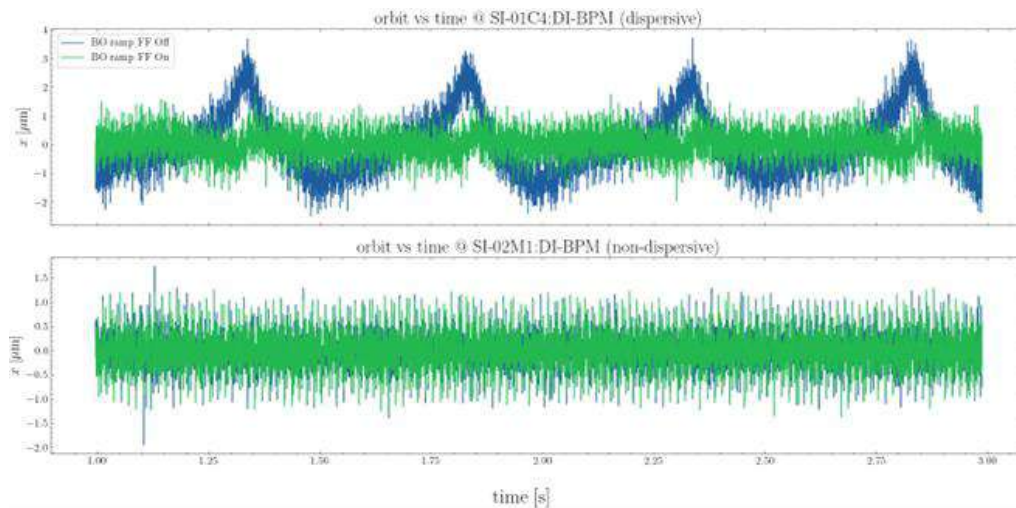 orbit vs time @ SI-01C4:DI-BPM (dispersive)
BO ramp FF Off
BO ramp FF On
4
3
2
1
0
−1
−2
x [μm]
orbit vs time @ SI-02M1:DI-BPM (non-dispersive)
1.5
1.0
0.5
0.0
−0.5
−1.0
−1.5
−2.0
x [μm]
1.00 1.25 1.50 1.75 2.00 2.25 2.50 2.75 3.00
time [s]